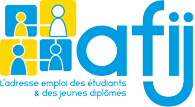 afij
L'adresse emploi des étudiants
& des jeunes diplômés